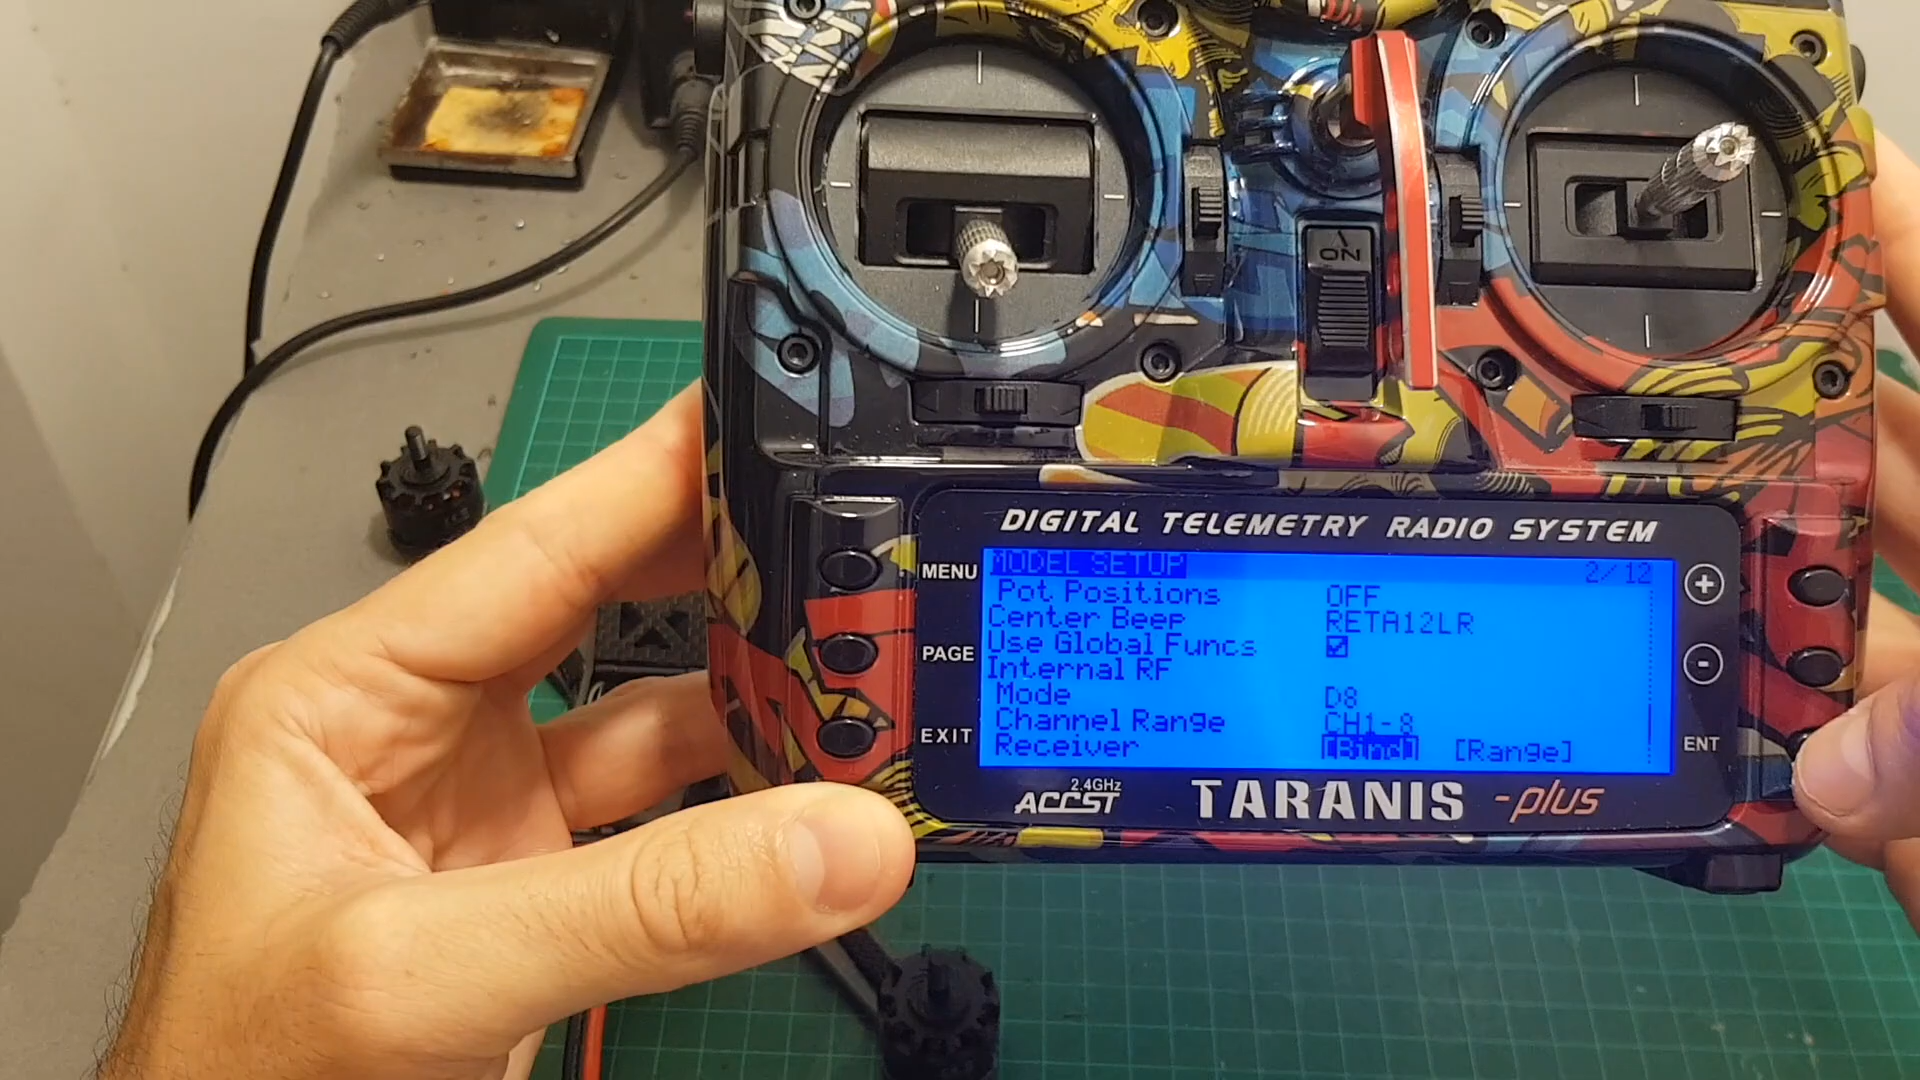 ON
DIGITAL TELEMETRY RADIO SYSTEM
MENU
PAGE
EXIT
MODEL SETUP 2/12
Pot Positions OFF
Center Beep RETA12LR
Use Global Funcs
Internal RF
Mode D8
Channel Range CH1-8
Receiver [Bind] [Range]
+
-
ENT
2.4GHz
ACCST
TARANIS -plus